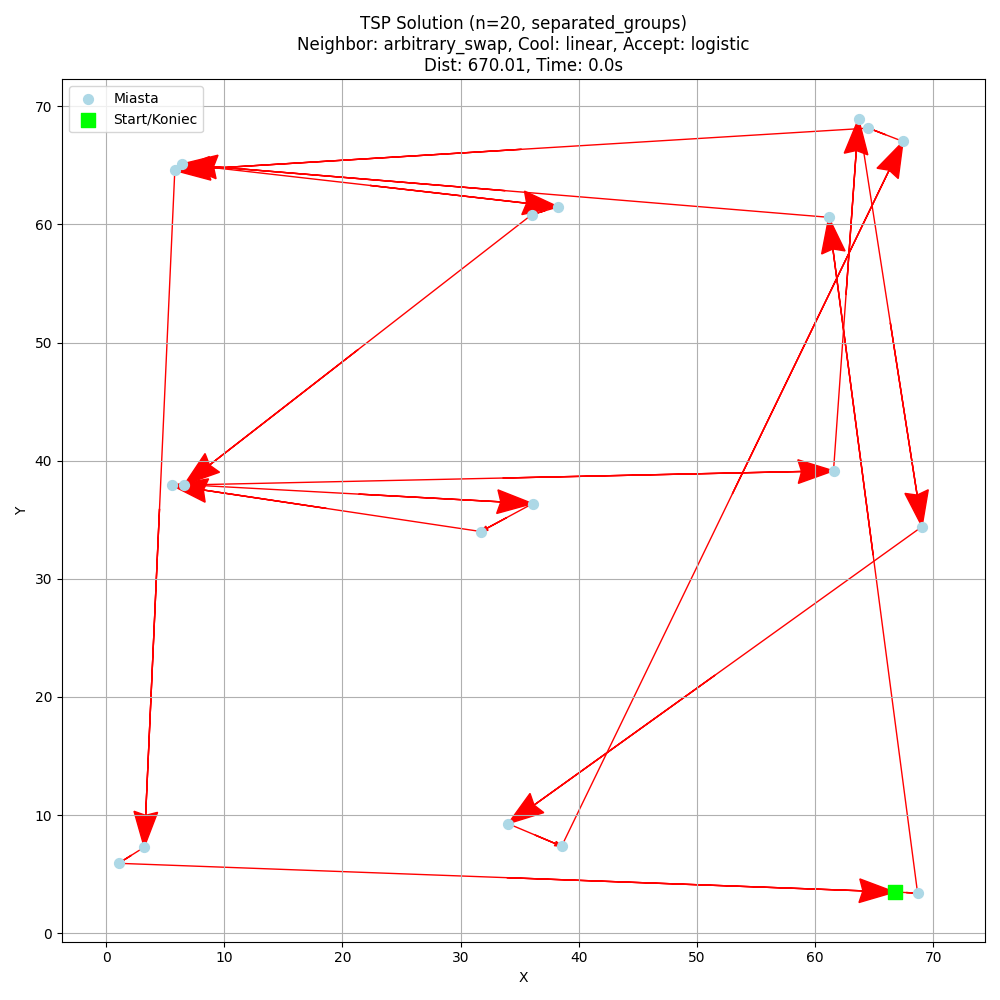 TSP Solution (n=20, separated_groups)
Neighbor: arbitrary_swap, Cool: linear, Accept: logistic
Dist: 670.01, Time: 0.0s
Miasta
Start/Koniec
70
60
50
40
30
20
10
0
Y
0 10 20 30 40 50 60 70
X